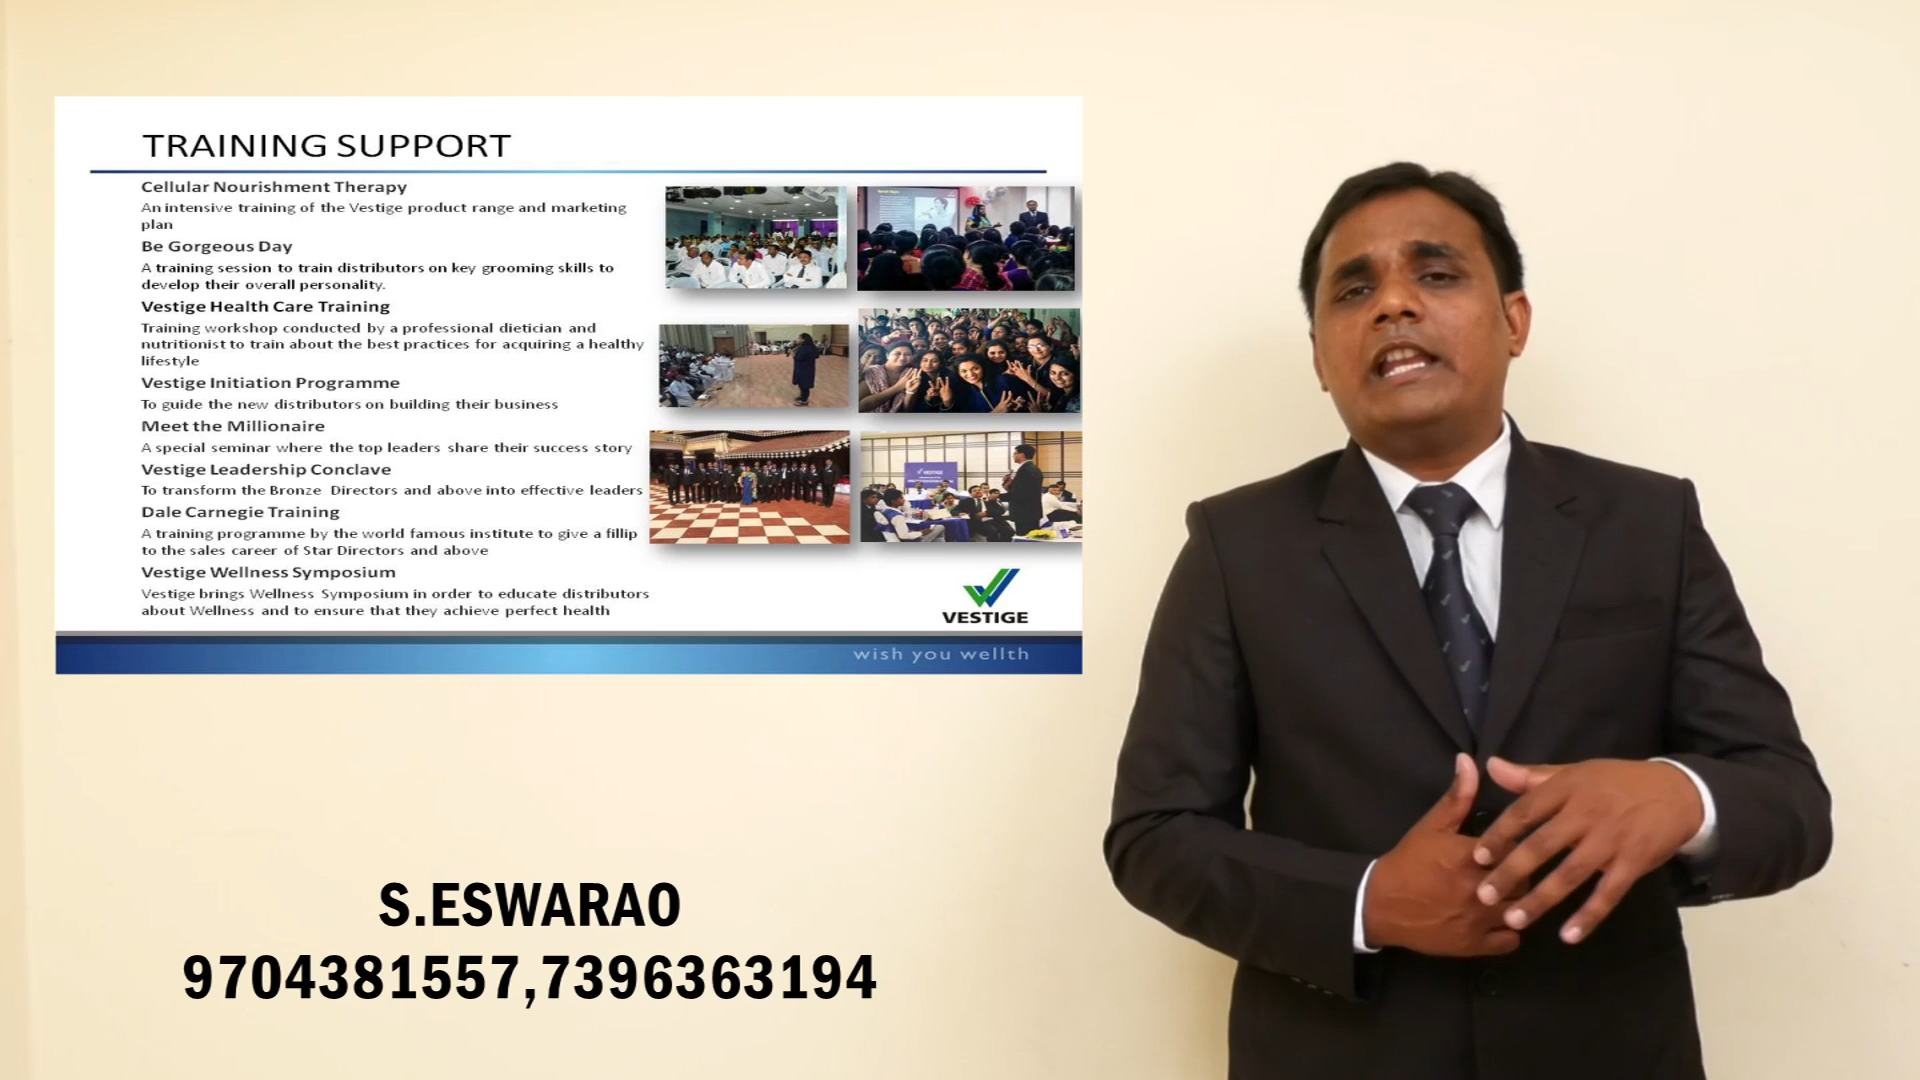 TRAINING SUPPORT
Cellular Nourishment Therapy
An intensive training of the Vestige product range and marketing
plan
Be Gorgeous Day
A training session to train distributors on key grooming skills to
develop their overall personality.
Vestige Health Care Training
Training workshop conducted by a professional dietician and
nutritionist to train about the best practices for acquiring a healthy
lifestyle
Vestige Initiation Programme
To guide the new distributors on building their business
Meet the Millionaire
A special seminar where the top leaders share their success story
Vestige Leadership Conclave
To transform the Bronze Directors and above into effective leaders
Dale Carnegie Training
A training programme by the world famous institute to give a fillip
to the sales career of Star Directors and above
Vestige Wellness Symposium
Vestige brings Wellness Symposium in order to educate distributors
about Wellness and to ensure that they achieve perfect health
VESTIGE
VESTIGE
wish you wellth
S.ESWARAO
9704381557,7396363194